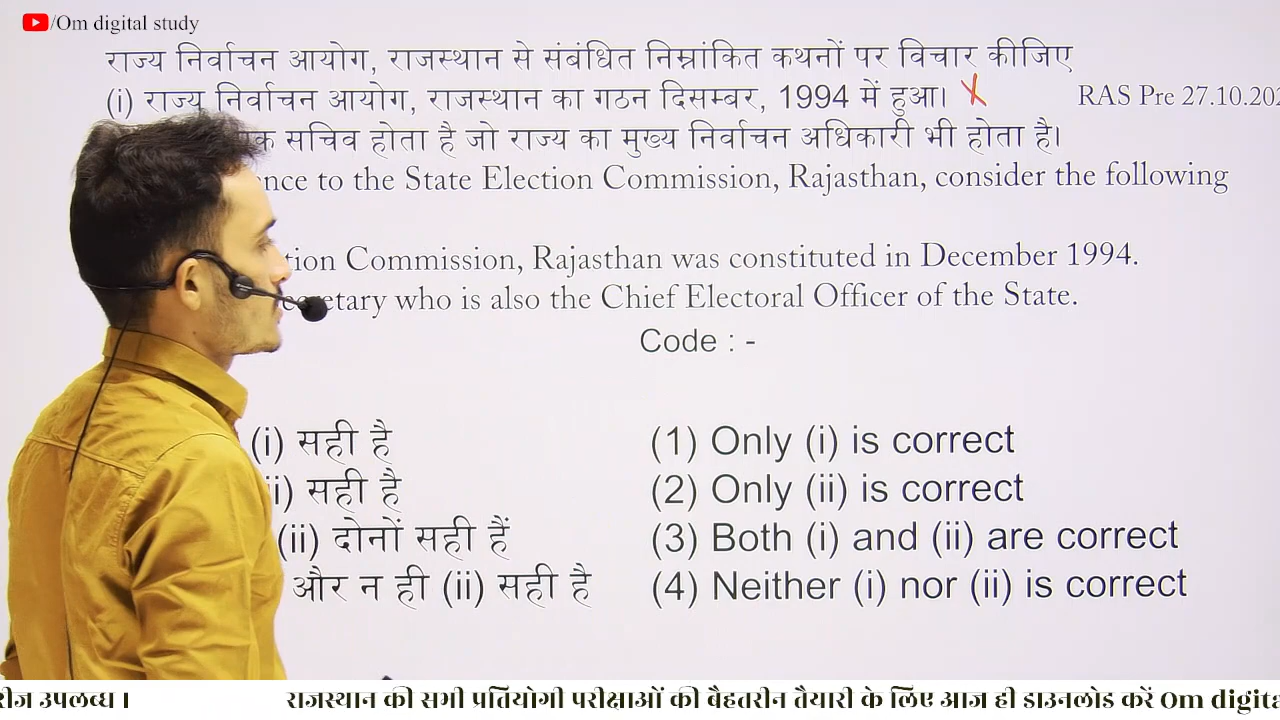 /Om digital study
राज्य निर्वाचन आयोग, राजस्थान से संबंधित निम्नांकित कथनों पर विचार कीजिए
(i) राज्य निर्वाचन आयोग, राजस्थान का गठन दिसम्बर, 1994 में हुआ। X RAS Pre 27.10.202
क सचिव होता है जो राज्य का मुख्य निर्वाचन अधिकारी भी होता है।
nce to the State Election Commission, Rajasthan, consider the following
tion Commission, Rajasthan was constituted in December 1994.
ecretary who is also the Chief Electoral Officer of the State.
Code : -
(i) सही है (1) Only (i) is correct
i) सही है (2) Only (ii) is correct
(ii) दोनों सही हैं (3) Both (i) and (ii) are correct
और न ही (ii) सही है (4) Neither (i) nor (ii) is correct
रीज उपलब्ध । राजस्थान की सभी प्रतियोगी परीक्षाओं की बेहतरीन तैयारी के लिए आज ही डाउनलोड करें Om digita